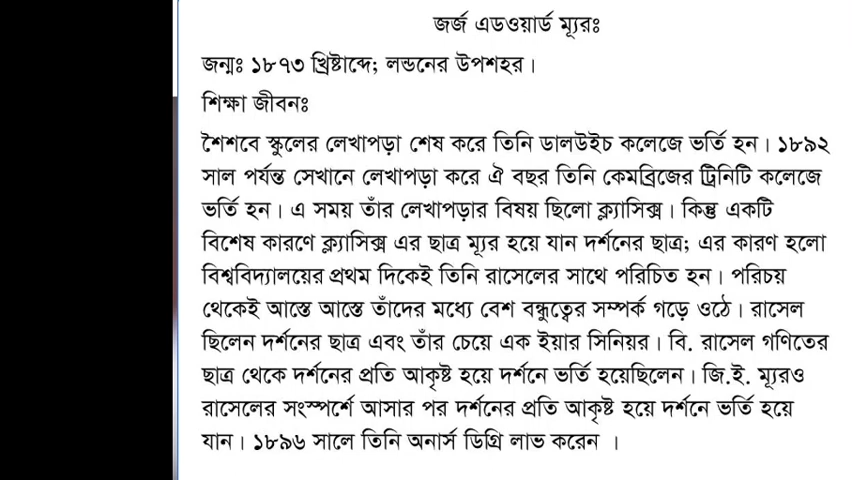 জর্জ এডওয়ার্ড ম্যূরঃ
জন্মঃ ১৮৭৩ খ্রিষ্টাব্দে; লন্ডনের উপশহর।
শিক্ষা জীবনঃ
শৈশবে স্কুলের লেখাপড়া শেষ করে তিনি ডালউইচ কলেজে ভর্তি হন। ১৮৯২
সাল পর্যন্ত সেখানে লেখাপড়া করে ঐ বছর তিনি কেমব্রিজের ট্রিনিটি কলেজে
ভর্তি হন। এ সময় তাঁর লেখাপড়ার বিষয় ছিলো ক্ল্যাসিক্স। কিন্তু একটি
বিশেষ কারণে ক্ল্যাসিক্স এর ছাত্র ম্যূর হয়ে যান দর্শনের ছাত্র; এর কারণ হলো
বিশ্ববিদ্যালয়ের প্রথম দিকেই তিনি রাসেলের সাথে পরিচিত হন। পরিচয়
থেকেই আস্তে আস্তে তাঁদের মধ্যে বেশ বন্ধুত্বের সম্পর্ক গড়ে ওঠে। রাসেল
ছিলেন দর্শনের ছাত্র এবং তাঁর চেয়ে এক ইয়ার সিনিয়র। বি. রাসেল গণিতের
ছাত্র থেকে দর্শনের প্রতি আকৃষ্ট হয়ে দর্শনে ভর্তি হয়েছিলেন। জি.ই. ম্যূরও
রাসেলের সংস্পর্শে আসার পর দর্শনের প্রতি আকৃষ্ট হয়ে দর্শনে ভর্তি হয়ে
যান। ১৮৯৬ সালে তিনি অনার্স ডিগ্রি লাভ করেন ।